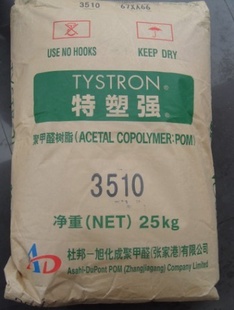 3510
USE NO HOOKS KEEP DRY
TYSTRON®
特塑强
聚甲醛树脂(ACETAL COPOLYMER:POM)
3510
净重(NET) 25kg
AD
杜邦-旭化成聚甲醛(张家港)有限公司
Asahi-DuPont POM (Zhangjiagang) Company Limited